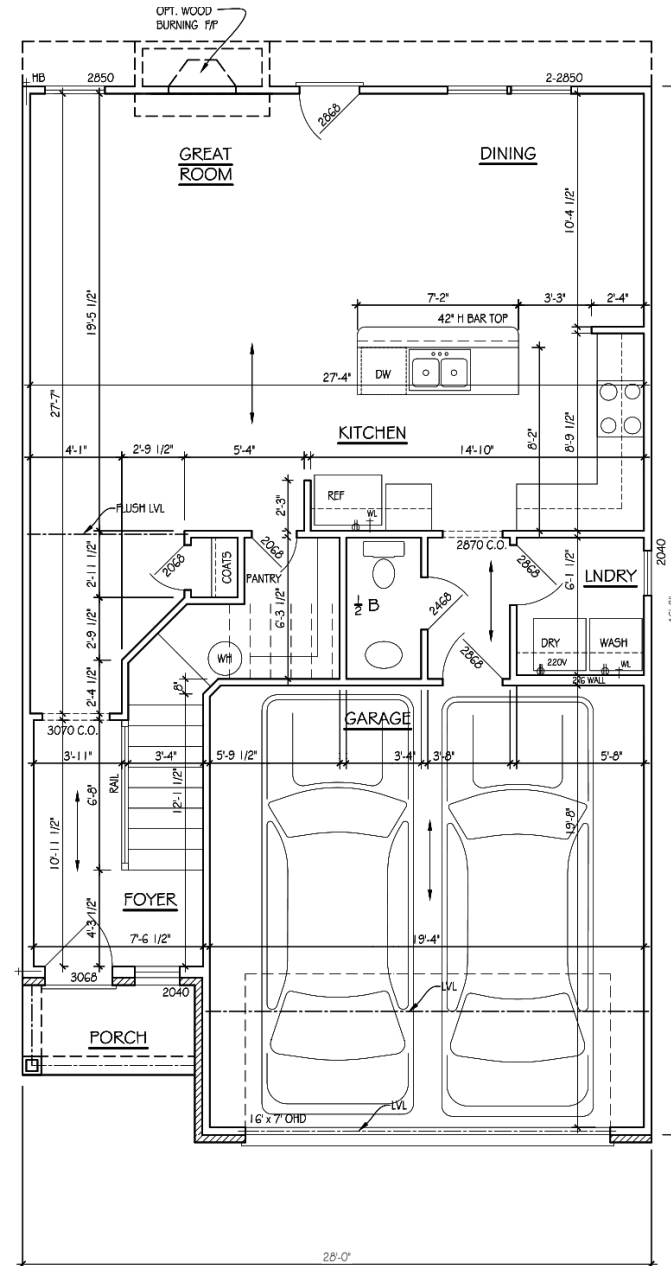 OPT. WOOD
BURNING F/P
HB
2850
2-2850
2868
GREAT
ROOM
DINING
10'-4 1/2"
19'-5 1/2"
7'-2"
3'-3"
2'-4"
42" H BAR TOP
DW
27'-4"
27'-7"
8'-2"
8'-9 1/2"
KITCHEN
4'-1"
2'-9 1/2"
5'-4"
14'-10"
2'-3"
REF
WL
FLUSH LVL
2068
2870 C.O.
2040
2'-11 1/2"
2068
COATS
PANTRY
6'-3 1/2"
1/2 B
2468
2868
6'-1 1/2"
LNDRY
2'-9 1/2"
WH
2868
DRY
WASH
220V
WL
2X6 WALL
2'-4 1/2"
8"
3070 C.O.
GARAGE
3'-11"
3'-4"
5'-9 1/2"
3'-4"
3'-8"
5'-8"
RAIL
6'-8"
12'-1 1/2"
19'-8"
10'-11 1/2"
FOYER
4'-3 1/2"
7'-6 1/2"
19'-4"
3068
2040
LVL
PORCH
LVL
16' x 7' OHD
28'-0"